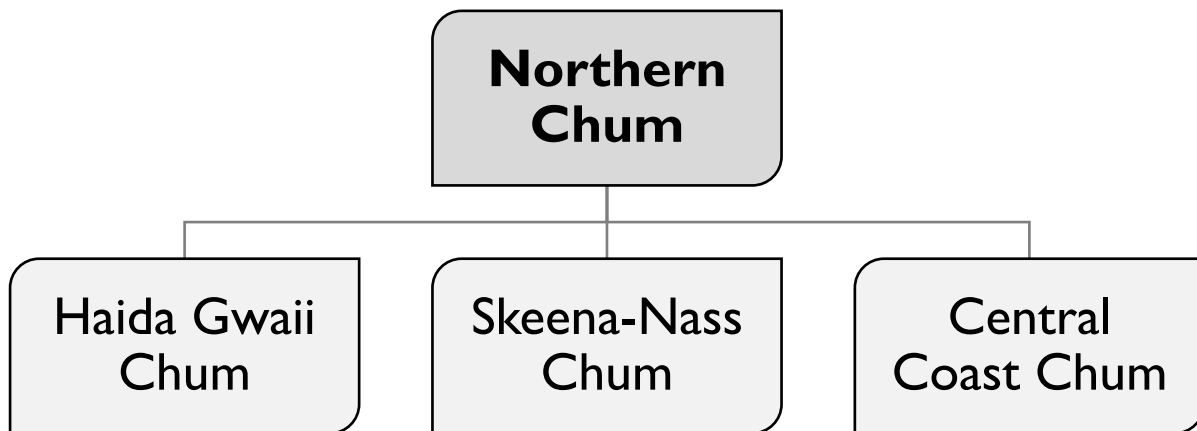 Northern
Chum
Haida Gwaii
Chum
Skeena-Nass
Chum
Central
Coast Chum